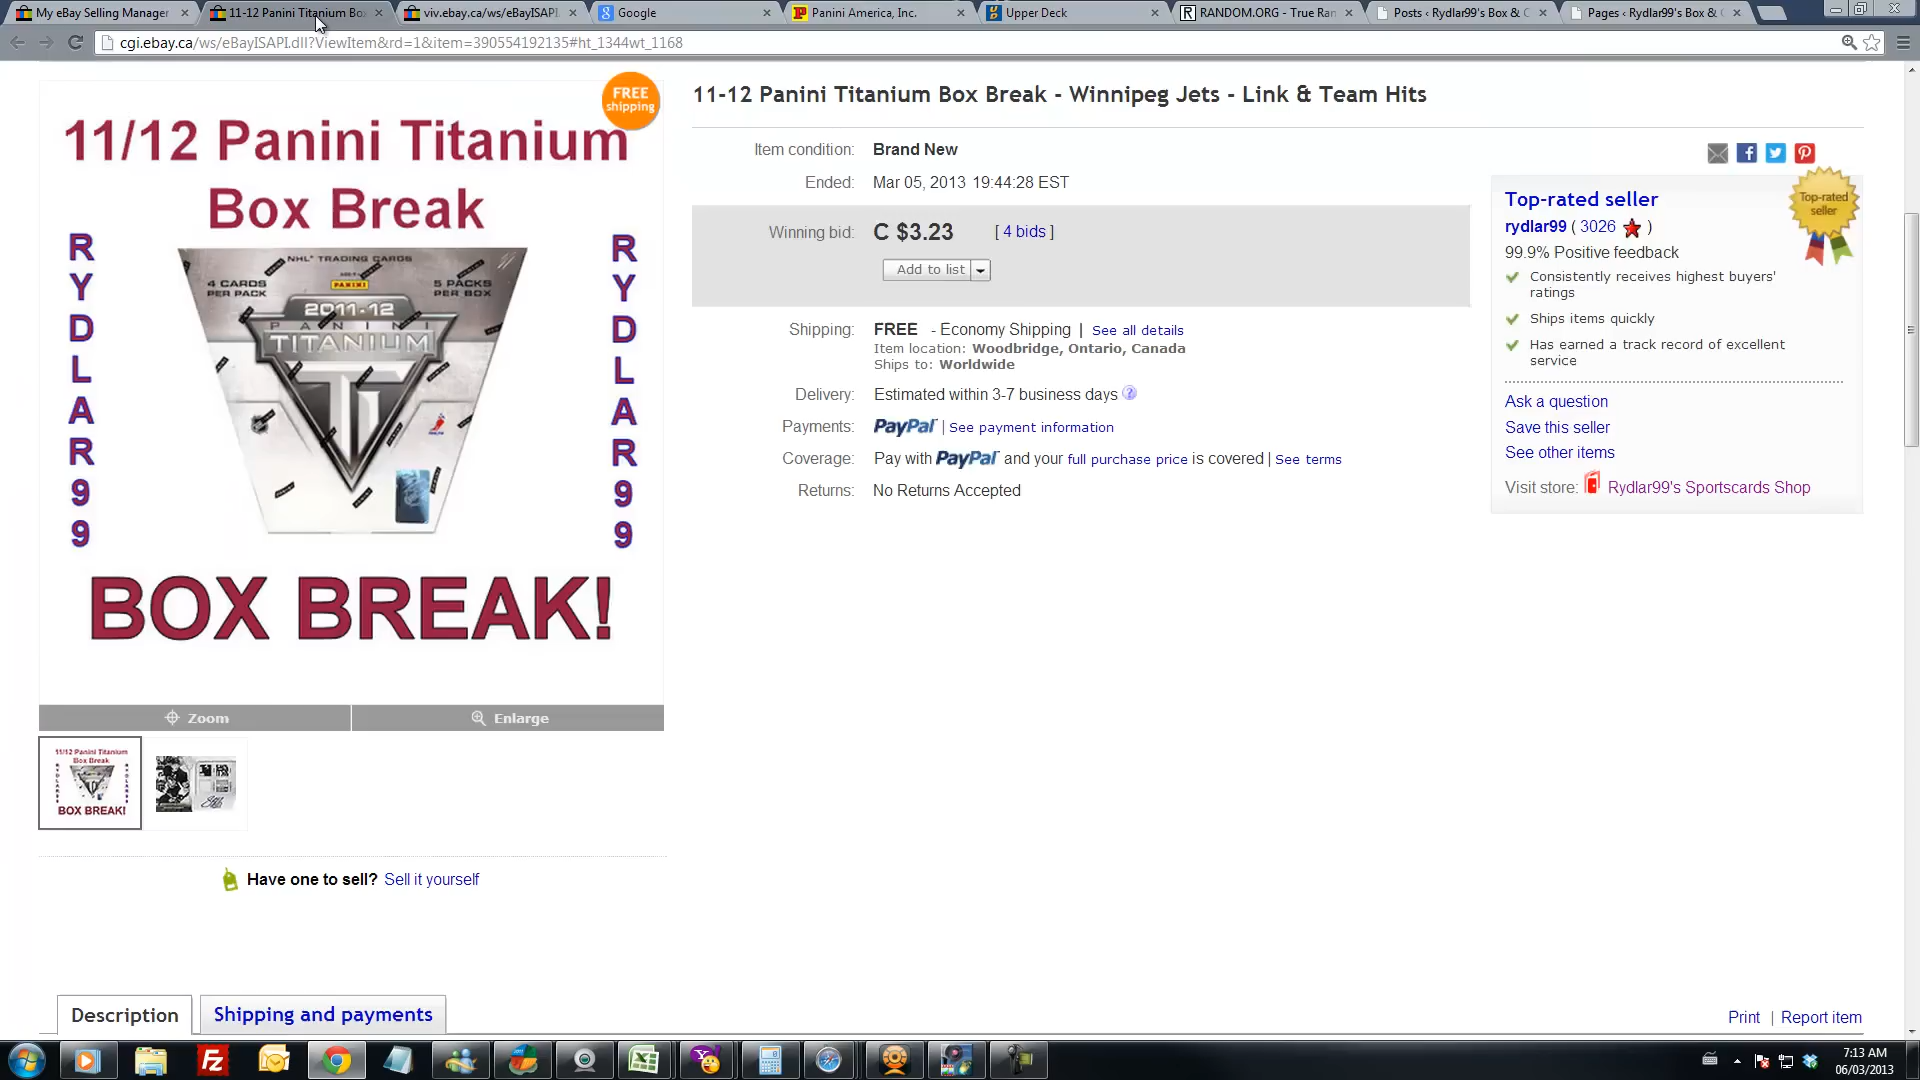 My eBay Selling Manager
11-12 Panini Titanium Bo
viv.ebay.ca/ws/eBayISAPI.
Google
Panini America, Inc.
Upper Deck
RANDOM.ORG - True Ran
Posts ‹ Rydlar99's Box & C
Pages ‹ Rydlar99's Box &
cgi.ebay.ca/ws/eBayISAPI.dll?ViewItem&rd=1&item=390554192135#ht_1344wt_1168
FREE
shipping
11/12 Panini Titanium
Box Break
RYDLAR99
NHL® TRADING CARDS
PANINI
4 CARDS
PER PACK
5 PACKS
PER BOX
2011-12
PANINI
TITANIUM
Ti
RYDLAR99
BOX BREAK!
Zoom
Enlarge
11/12 Panini Titanium
Box Break
BOX BREAK!
Have one to sell? Sell it yourself
11-12 Panini Titanium Box Break - Winnipeg Jets - Link & Team Hits
Item condition: Brand New
Ended: Mar 05, 2013 19:44:28 EST
Winning bid: C $3.23 [ 4 bids ]
Add to list
Shipping: FREE - Economy Shipping | See all details
Item location: Woodbridge, Ontario, Canada
Ships to: Worldwide
Delivery: Estimated within 3-7 business days ?
Payments: PayPal | See payment information
Coverage: Pay with PayPal and your full purchase price is covered | See terms
Returns: No Returns Accepted
Top-rated seller
Top-rated
seller
rydlar99 ( 3026 )
99.9% Positive feedback
Consistently receives highest buyers'
ratings
Ships items quickly
Has earned a track record of excellent
service
Ask a question
Save this seller
See other items
Visit store: Rydlar99's Sportscards Shop
Description
Shipping and payments
Print | Report item
7:13 AM
06/03/2013